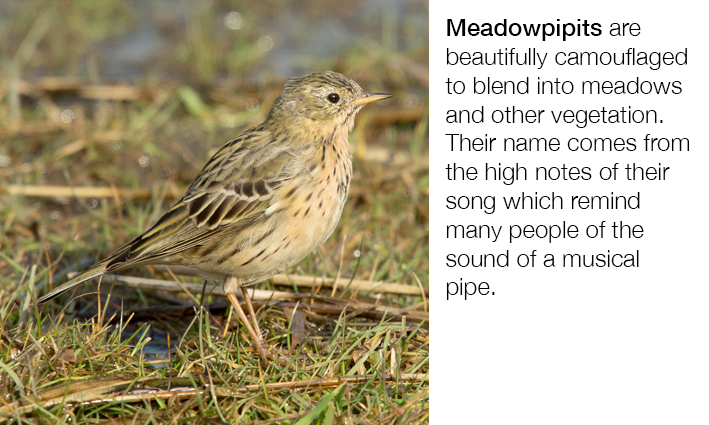 Meadowpipits are
beautifully camouflaged
to blend into meadows
and other vegetation.
Their name comes from
the high notes of their
song which remind
many people of the
sound of a musical
pipe.